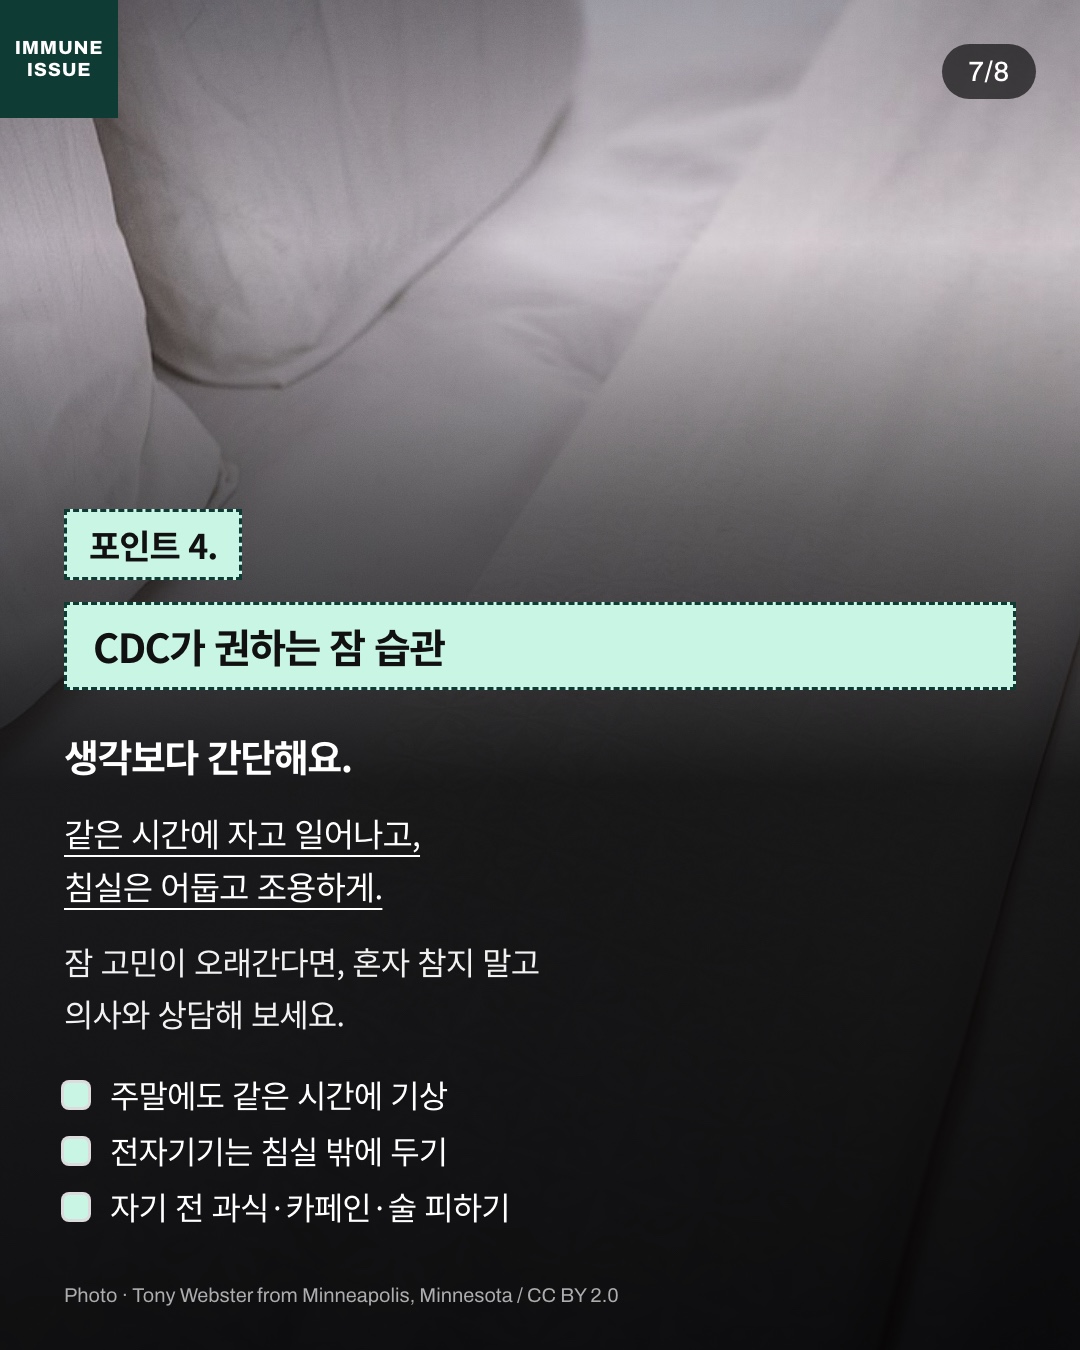 IMMUNE
ISSUE
7/8
포인트 4.
CDC가 권하는 잠 습관
생각보다 간단해요.
같은 시간에 자고 일어나고,
침실은 어둡고 조용하게.
잠 고민이 오래간다면, 혼자 참지 말고
의사와 상담해 보세요.
주말에도 같은 시간에 기상
전자기기는 침실 밖에 두기
자기 전 과식·카페인·술 피하기
Photo · Tony Webster from Minneapolis, Minnesota / CC BY 2.0